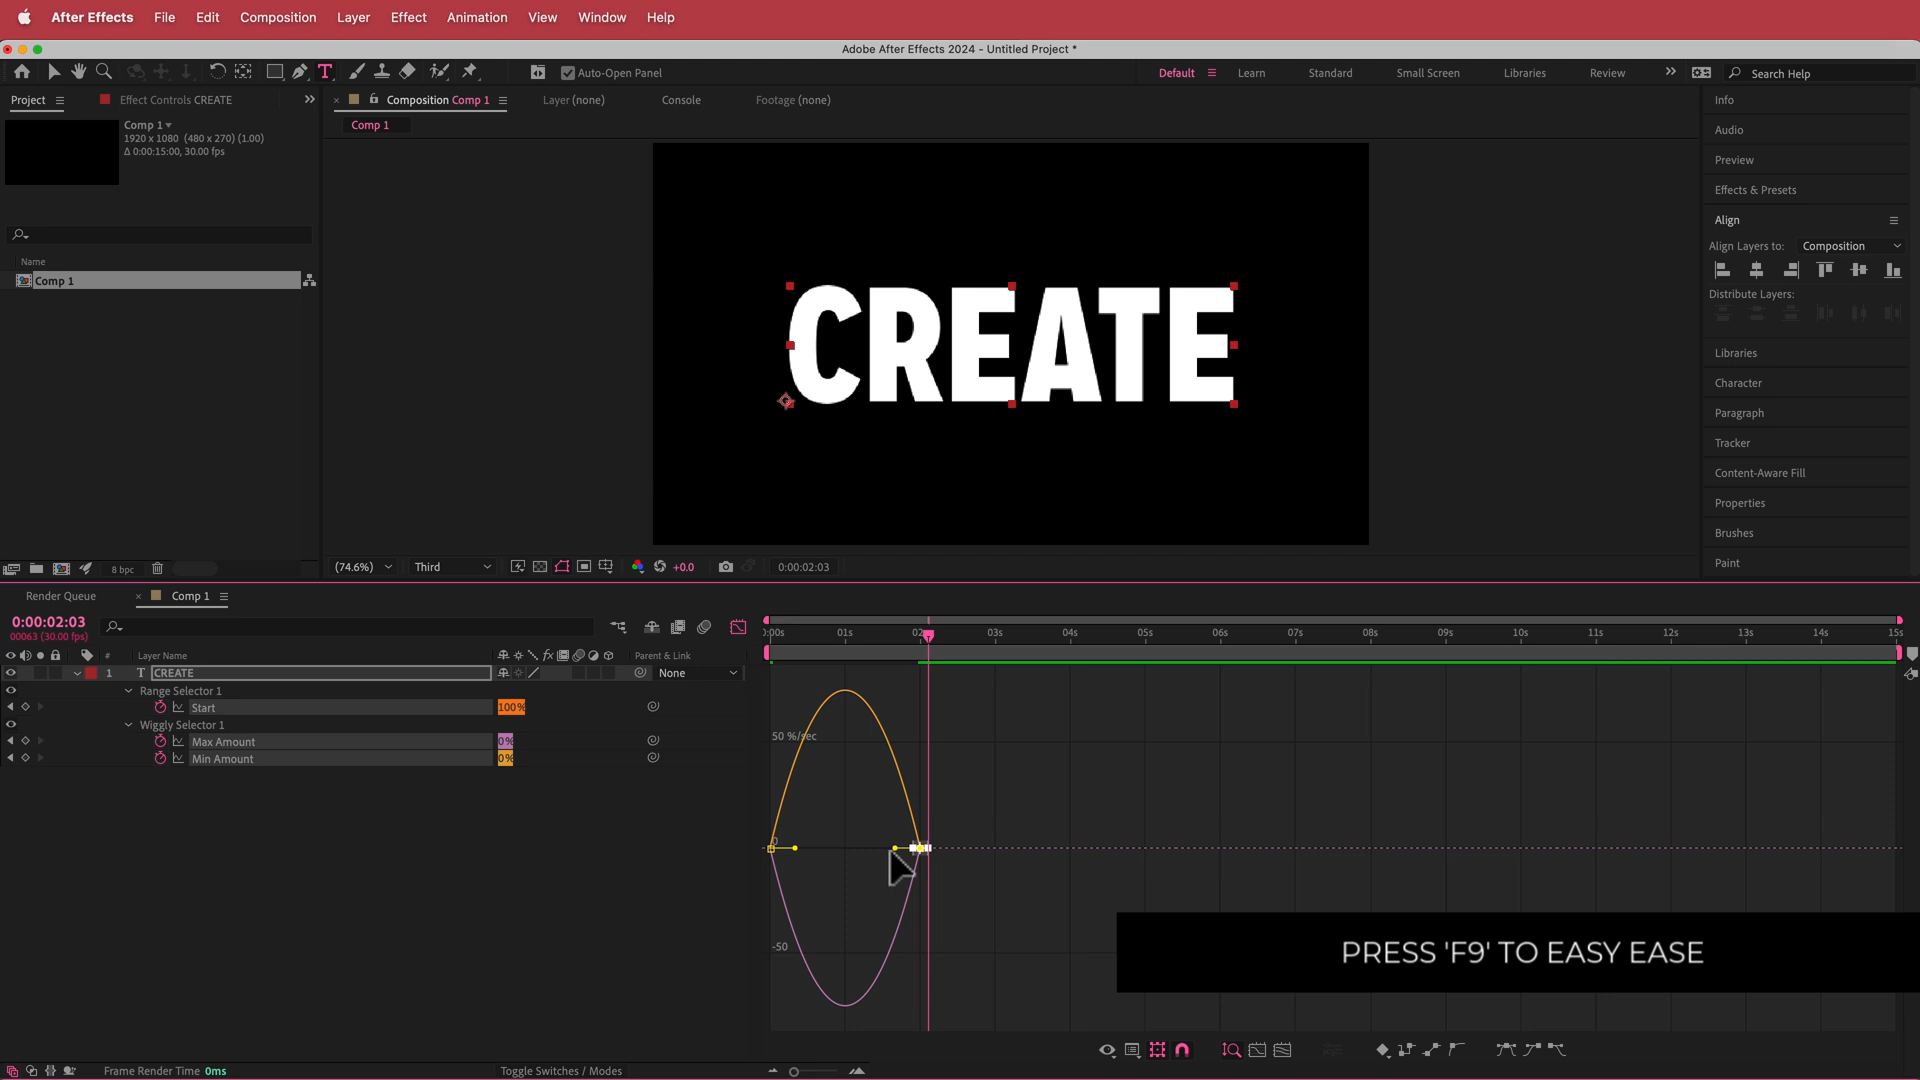 After Effects File Edit Composition Layer Effect Animation View Window Help
Adobe After Effects 2024 - Untitled Project *
Auto-Open Panel Default Learn Standard Small Screen Libraries Review Search Help
Project Effect Controls CREATE Composition Comp 1 Layer (none) Console Footage (none) Info
Comp 1
Comp 1
1920 x 1080 (480 x 270) (1.00)
Δ 0:00:15:00, 30.00 fps
Audio
Preview
Effects & Presets
Align
Align Layers to: Composition
Name
Comp 1
Distribute Layers:
CREATE
Libraries
Character
Paragraph
Tracker
Content-Aware Fill
Properties
Brushes
Paint
8 bpc (74.6%) Third +0.0 0:00:02:03
Render Queue Comp 1
0:00:02:03
00063 (30.00 fps)
0:00s 01s 02 03s 04s 05s 06s 07s 08s 09s 10s 11s 12s 13s 14s 15s
# Layer Name fx Parent & Link
1 T CREATE None
Range Selector 1
Start 100%
Wiggly Selector 1
Max Amount 0%
Min Amount 0%
50 %/sec
0
-50
PRESS 'F9' TO EASY EASE
Frame Render Time 0ms Toggle Switches / Modes